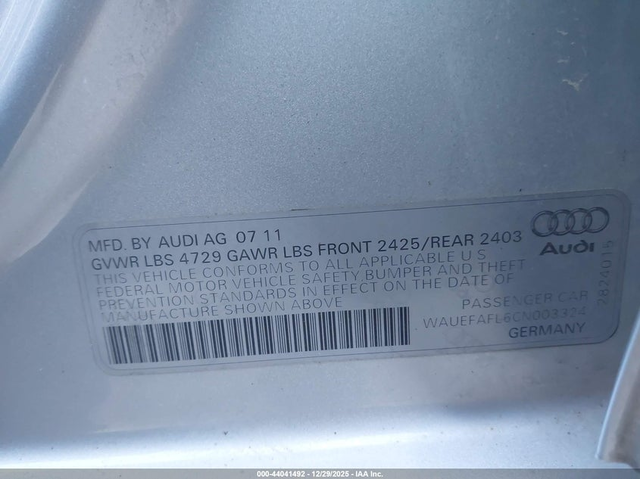 MFD. BY AUDI AG 07 11
GVWR LBS 4729 GAWR LBS FRONT 2425/REAR 2403
THIS VEHICLE CONFORMS TO ALL APPLICABLE U S
FEDERAL MOTOR VEHICLE SAFETY BUMPER AND THEFT
PREVENTION STANDARDS IN EFFECT ON THE DATE OF
MANUFACTURE SHOWN ABOVE
PASSENGER CAR
WAUEFAFL6CN003324
GERMANY
Audi
2824015
000-44041492 - 12/29/2025 - IAA Inc.